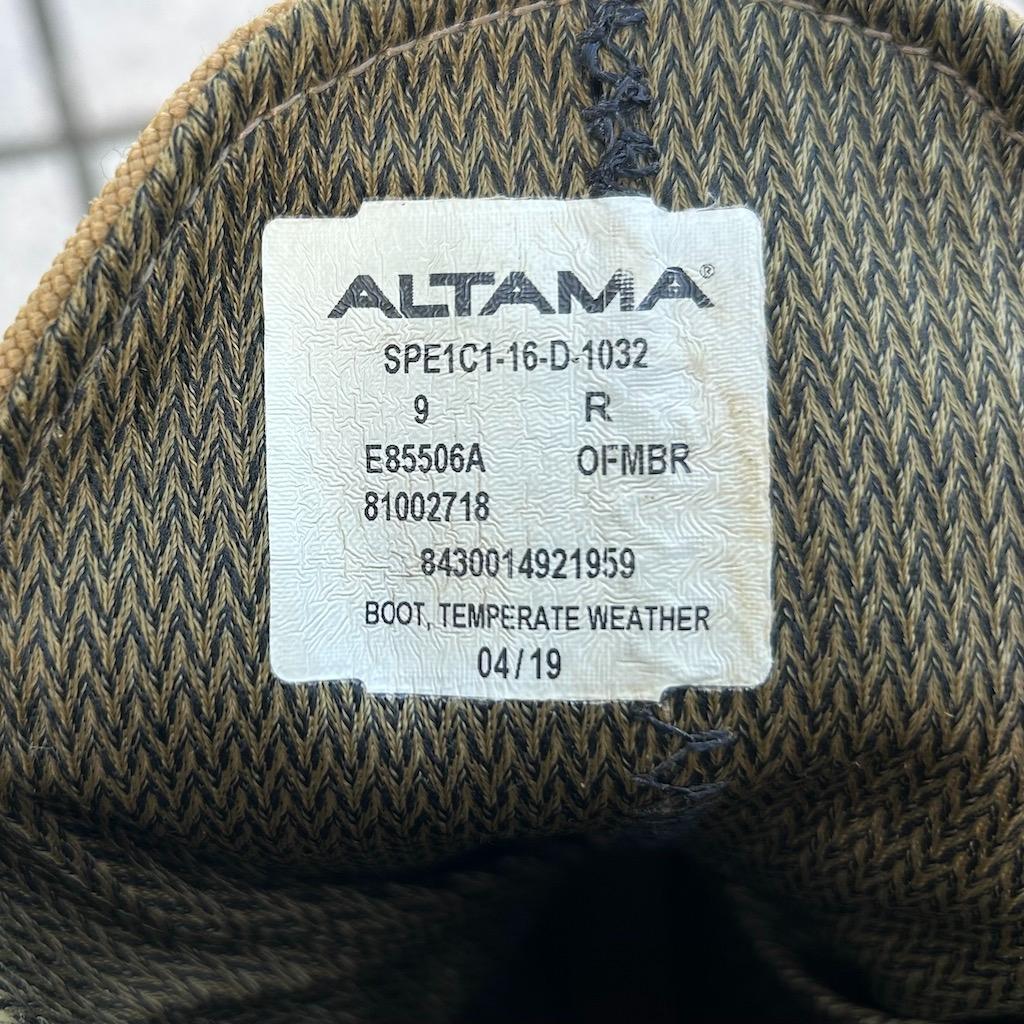 ALTAMA®
SPE1C1-16-D-1032
9 R
E85506A OFMBR
81002718
8430014921959
BOOT, TEMPERATE WEATHER
04/19